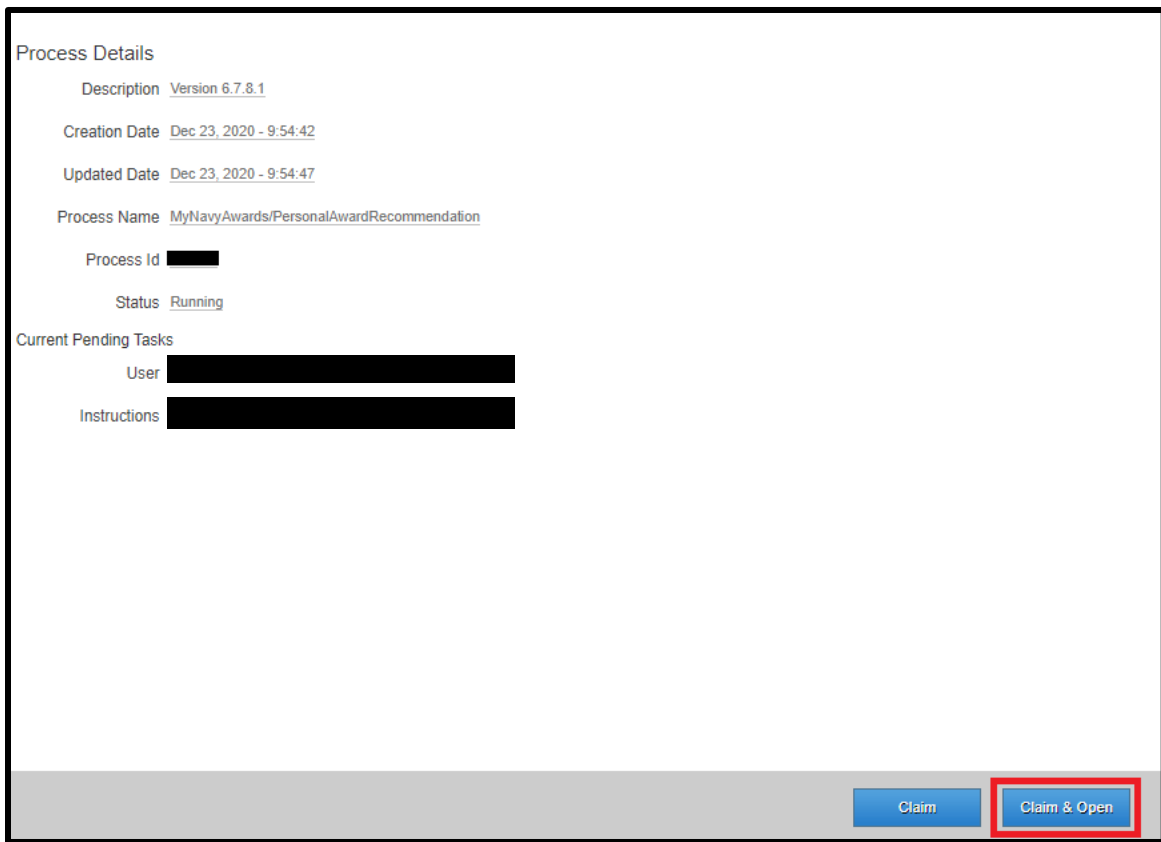 Process Details
Description Version 6.7.8.1
Creation Date Dec 23, 2020 - 9:54:42
Updated Date Dec 23, 2020 - 9:54:47
Process Name MyNavyAwards/PersonalAwardRecommendation
Process Id
Status Running
Current Pending Tasks
User
Instructions
Claim Claim & Open